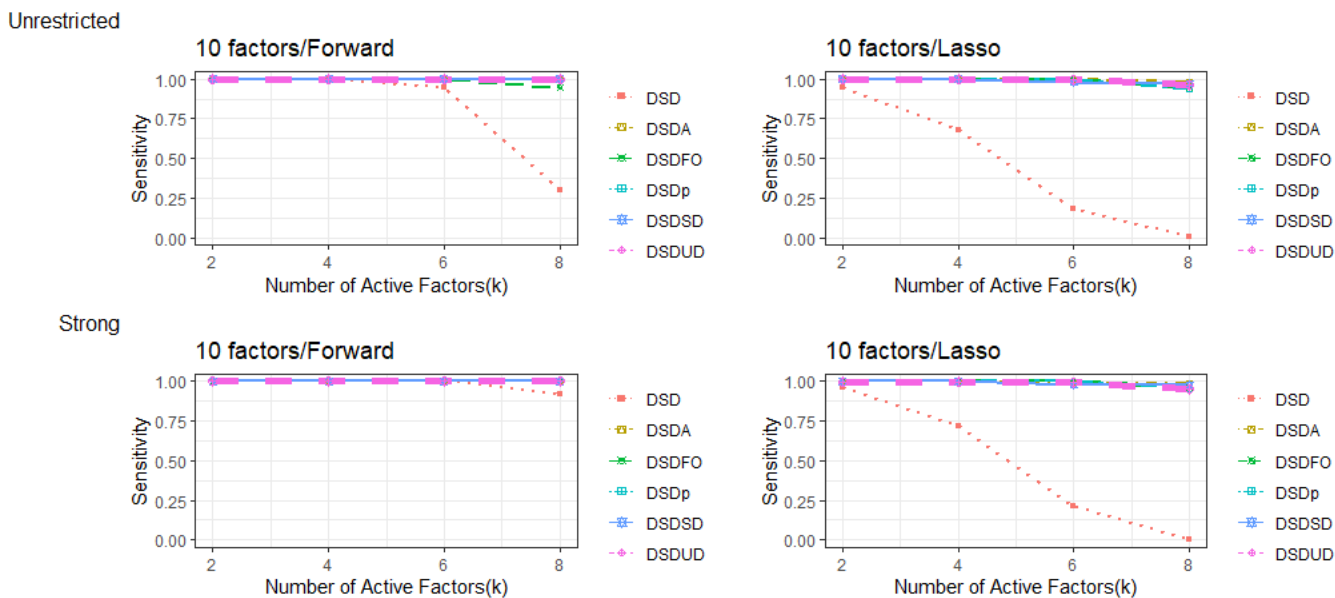 Unrestricted
10 factors/Forward
Sensitivity
1.00
0.75
0.50
0.25
0.00
2
4
6
8
Number of Active Factors(k)
DSD
DSDA
DSDFO
DSDp
DSDSD
DSDUD
10 factors/Lasso
Sensitivity
1.00
0.75
0.50
0.25
0.00
2
4
6
8
Number of Active Factors(k)
DSD
DSDA
DSDFO
DSDp
DSDSD
DSDUD
Strong
10 factors/Forward
Sensitivity
1.00
0.75
0.50
0.25
0.00
2
4
6
8
Number of Active Factors(k)
DSD
DSDA
DSDFO
DSDp
DSDSD
DSDUD
10 factors/Lasso
Sensitivity
1.00
0.75
0.50
0.25
0.00
2
4
6
8
Number of Active Factors(k)
DSD
DSDA
DSDFO
DSDp
DSDSD
DSDUD